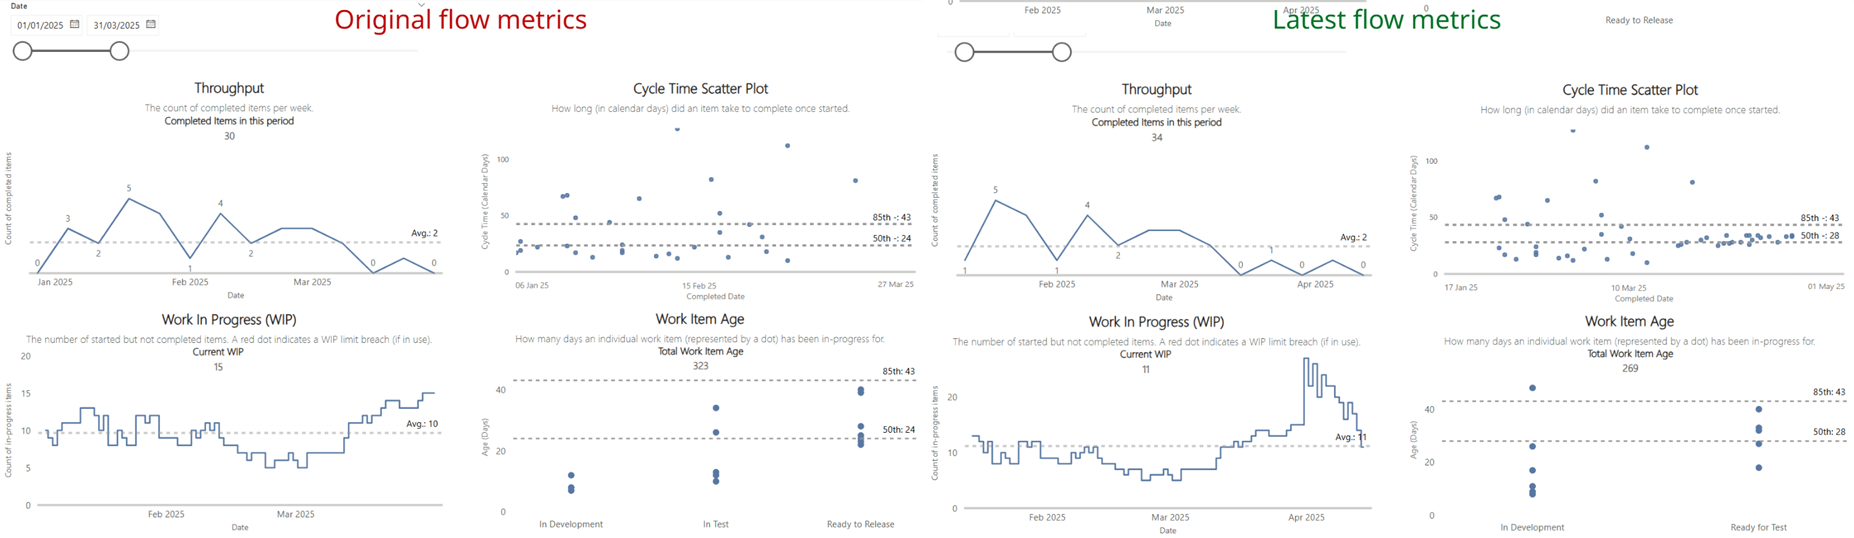 Date
01/01/2025
31/03/2025
Original flow metrics
Throughput
The count of completed items per week.
Completed Items in this period
30
Count of completed items
0
3
2
5
1
4
2
0
0
Avg.: 2
Jan 2025
Feb 2025
Mar 2025
Date
Cycle Time Scatter Plot
How long (in calendar days) did an item take to complete once started.
Cycle Time (Calendar Days)
100
50
0
85th -: 43
50th -: 24
06 Jan 25
15 Feb 25
27 Mar 25
Completed Date
Work In Progress (WIP)
The number of started but not completed items. A red dot indicates a WIP limit breach (if in use).
Current WIP
15
Count of in-progress items
20
15
10
5
0
Avg.: 10
Feb 2025
Mar 2025
Date
Work Item Age
How many days an individual work item (represented by a dot) has been in-progress for.
Total Work Item Age
323
Age (Days)
40
20
0
85th: 43
50th: 24
In Development
In Test
Ready to Release
Feb 2025
Mar 2025
Apr 2025
Date
0
Ready to Release
Latest flow metrics
Throughput
The count of completed items per week.
Completed Items in this period
34
Count of completed items
1
5
1
4
2
0
1
0
0
Avg.: 2
Feb 2025
Mar 2025
Apr 2025
Date
Cycle Time Scatter Plot
How long (in calendar days) did an item take to complete once started.
Cycle Time (Calendar Days)
100
50
0
85th -: 43
50th -: 28
17 Jan 25
10 Mar 25
01 May 25
Completed Date
Work In Progress (WIP)
The number of started but not completed items. A red dot indicates a WIP limit breach (if in use).
Current WIP
11
Count of in-progress items
20
10
0
Avg.: 11
Feb 2025
Mar 2025
Apr 2025
Date
Work Item Age
How many days an individual work item (represented by a dot) has been in-progress for.
Total Work Item Age
269
Age (Days)
40
20
0
85th: 43
50th: 28
In Development
Ready for Test